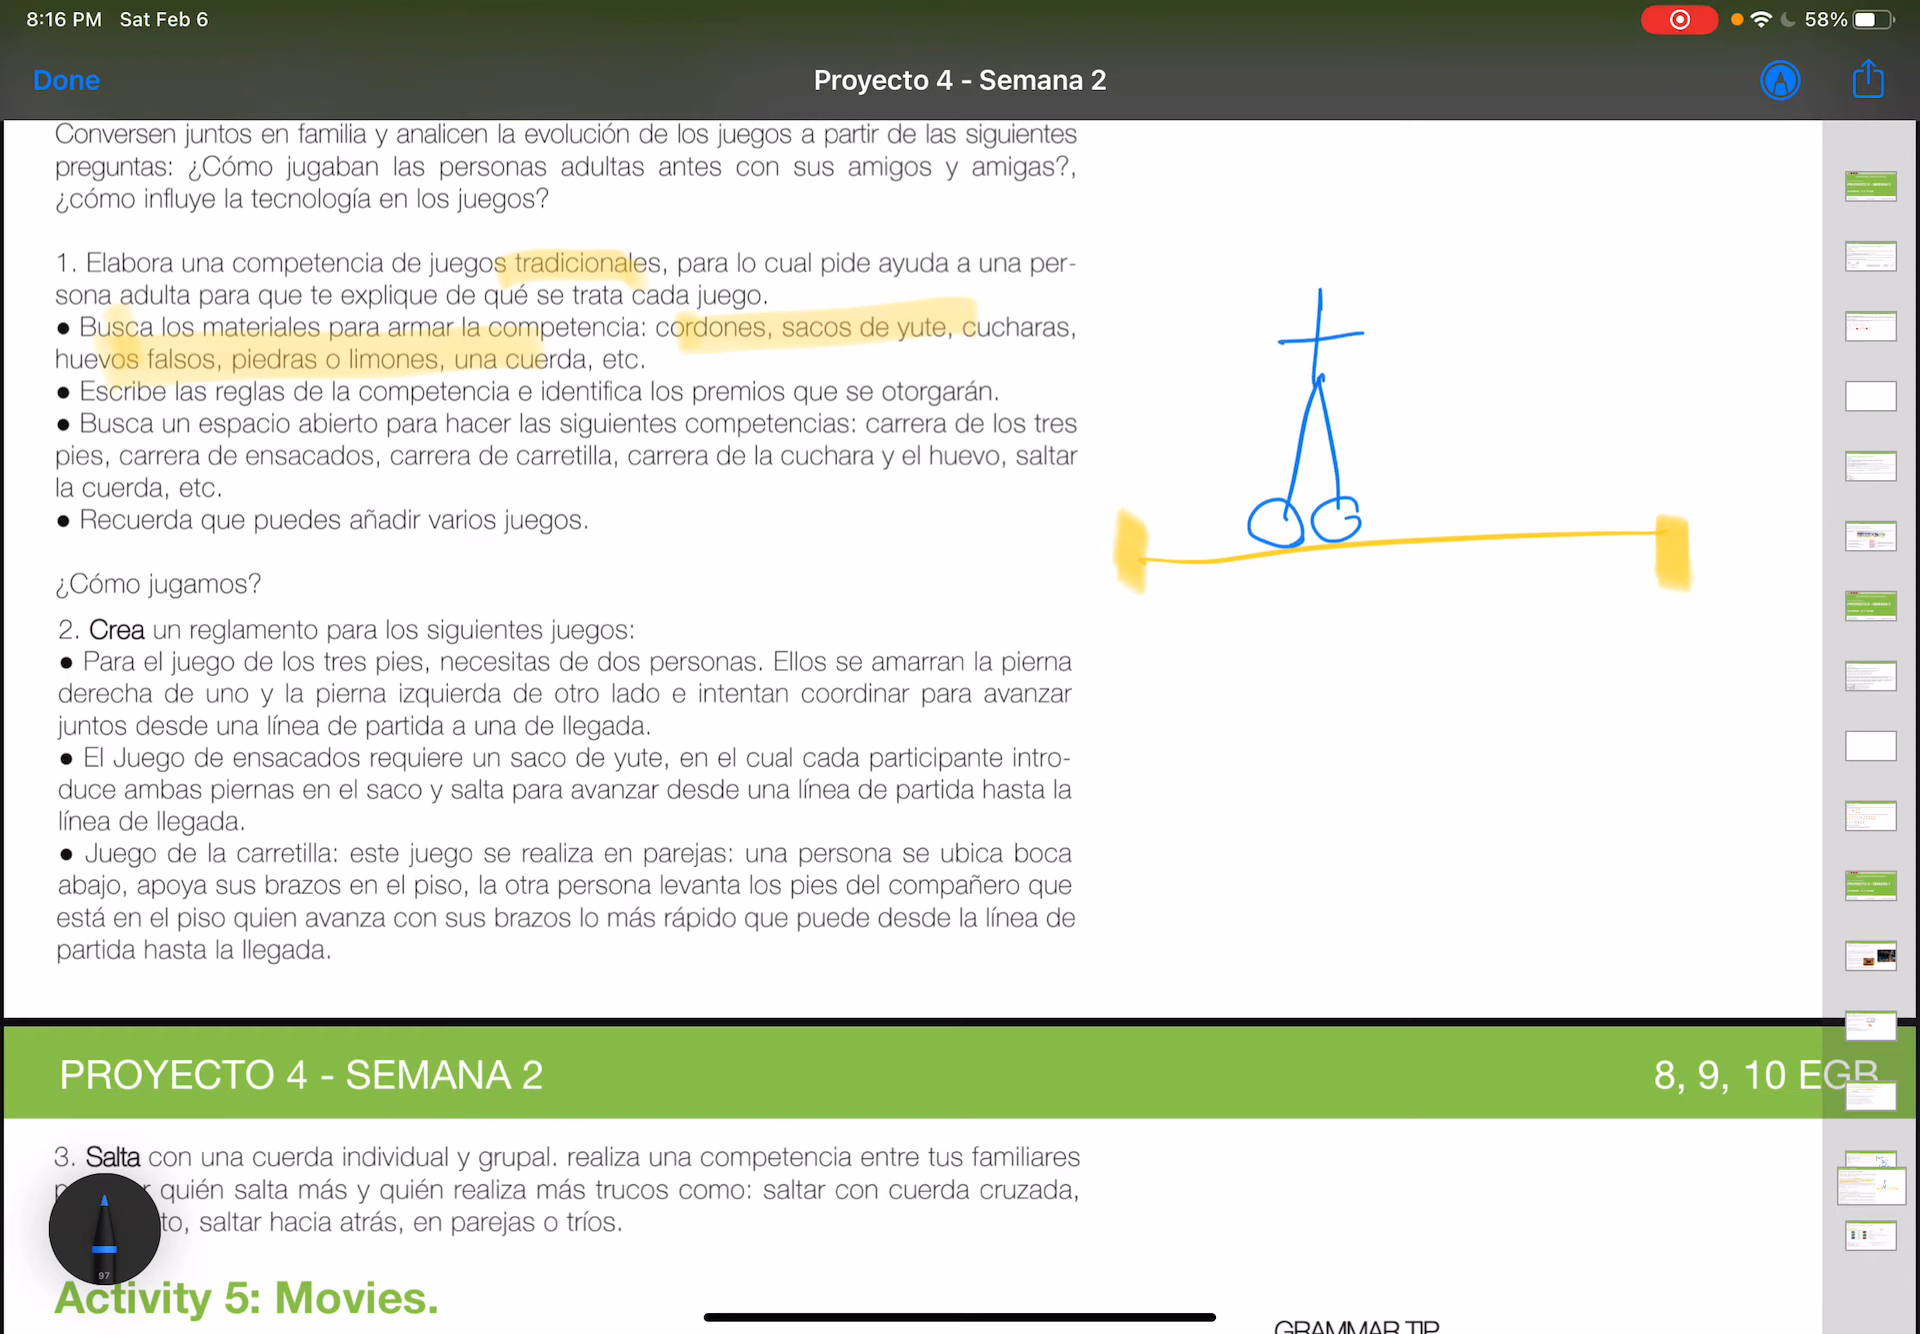 8:16 PM Sat Feb 6
58%
Done
Proyecto 4 - Semana 2
Conversen juntos en familia y analicen la evolución de los juegos a partir de las siguientes
preguntas: ¿Cómo jugaban las personas adultas antes con sus amigos y amigas?,
¿cómo influye la tecnología en los juegos?
1. Elabora una competencia de juegos tradicionales, para lo cual pide ayuda a una per-
sona adulta para que te explique de qué se trata cada juego.
● Busca los materiales para armar la competencia: cordones, sacos de yute, cucharas,
huevos falsos, piedras o limones, una cuerda, etc.
● Escribe las reglas de la competencia e identifica los premios que se otorgarán.
● Busca un espacio abierto para hacer las siguientes competencias: carrera de los tres
pies, carrera de ensacados, carrera de carretilla, carrera de la cuchara y el huevo, saltar
la cuerda, etc.
● Recuerda que puedes añadir varios juegos.
¿Cómo jugamos?
2. Crea un reglamento para los siguientes juegos:
● Para el juego de los tres pies, necesitas de dos personas. Ellos se amarran la pierna
derecha de uno y la pierna izquierda de otro lado e intentan coordinar para avanzar
juntos desde una línea de partida a una de llegada.
● El Juego de ensacados requiere un saco de yute, en el cual cada participante intro-
duce ambas piernas en el saco y salta para avanzar desde una línea de partida hasta la
línea de llegada.
● Juego de la carretilla: este juego se realiza en parejas: una persona se ubica boca
abajo, apoya sus brazos en el piso, la otra persona levanta los pies del compañero que
está en el piso quien avanza con sus brazos lo más rápido que puede desde la línea de
partida hasta la llegada.
PROYECTO 4 - SEMANA 2
8, 9, 10 EGB
3. Salta con una cuerda individual y grupal. realiza una competencia entre tus familiares
quién salta más y quién realiza más trucos como: saltar con cuerda cruzada,
to, saltar hacia atrás, en parejas o tríos.
97
Activity 5: Movies.
GRAMMAR TIP